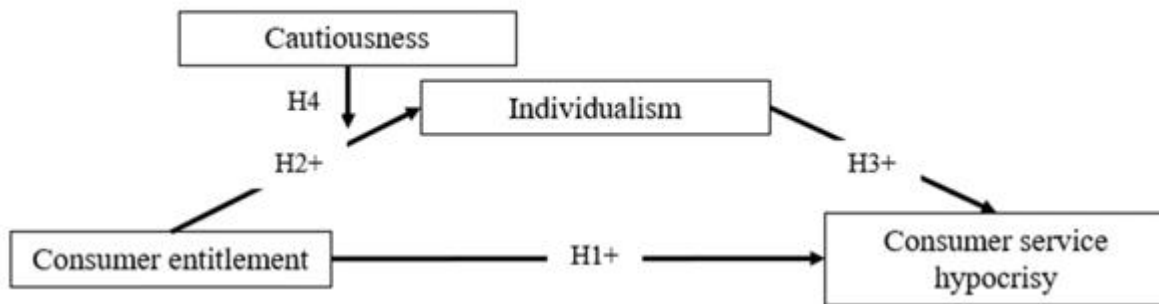 Cautiousness
H4
Individualism
H2+
H3+
Consumer entitlement
H1+
Consumer service
hypocrisy